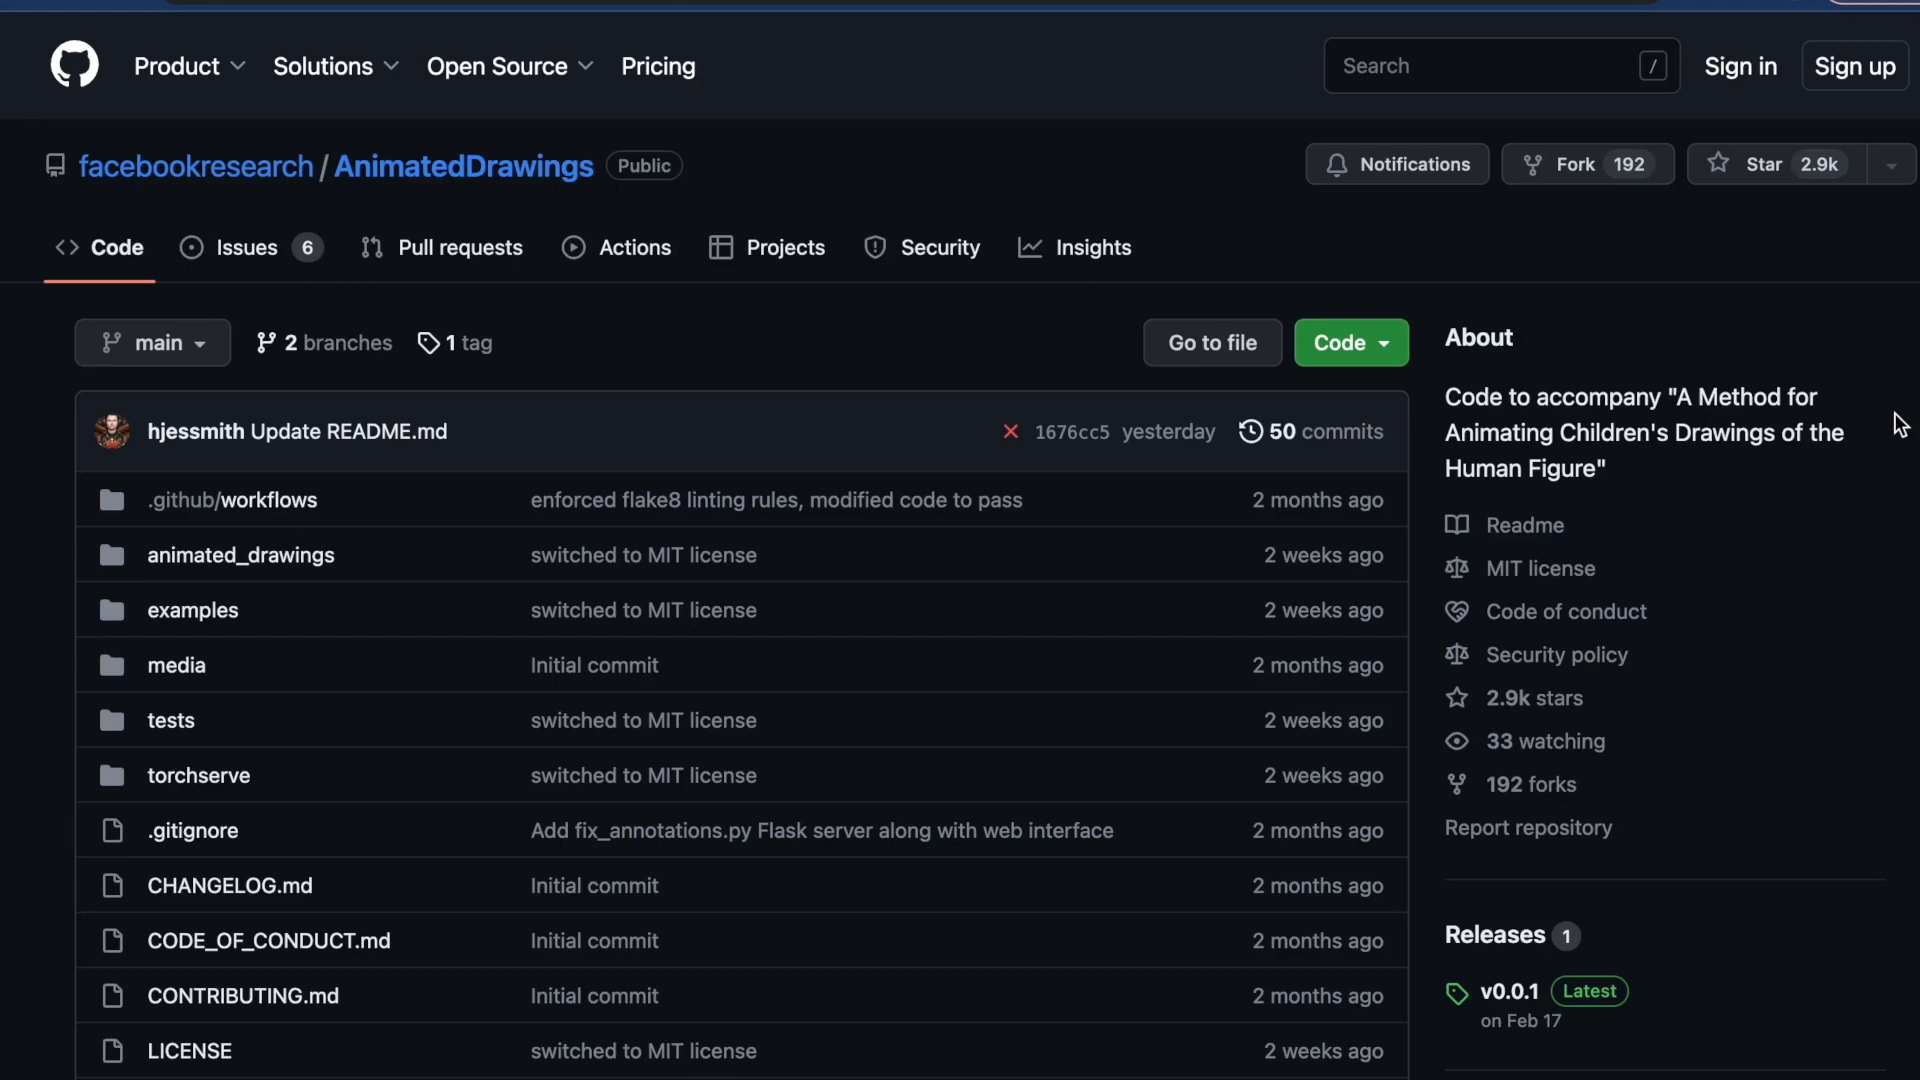 Product Solutions Open Source Pricing Search / Sign in Sign up
facebookresearch / AnimatedDrawings Public Notifications Fork 192 Star 2.9k
Code Issues 6 Pull requests Actions Projects Security Insights
main 2 branches 1 tag Go to file Code
hjessmith Update README.md 1676cc5 yesterday 50 commits
.github/workflows enforced flake8 linting rules, modified code to pass 2 months ago
animated_drawings switched to MIT license 2 weeks ago
examples switched to MIT license 2 weeks ago
media Initial commit 2 months ago
tests switched to MIT license 2 weeks ago
torchserve switched to MIT license 2 weeks ago
.gitignore Add fix_annotations.py Flask server along with web interface 2 months ago
CHANGELOG.md Initial commit 2 months ago
CODE_OF_CONDUCT.md Initial commit 2 months ago
CONTRIBUTING.md Initial commit 2 months ago
LICENSE switched to MIT license 2 weeks ago
About
Code to accompany "A Method for
Animating Children's Drawings of the
Human Figure"
Readme
MIT license
Code of conduct
Security policy
2.9k stars
33 watching
192 forks
Report repository
Releases 1
v0.0.1 Latest
on Feb 17